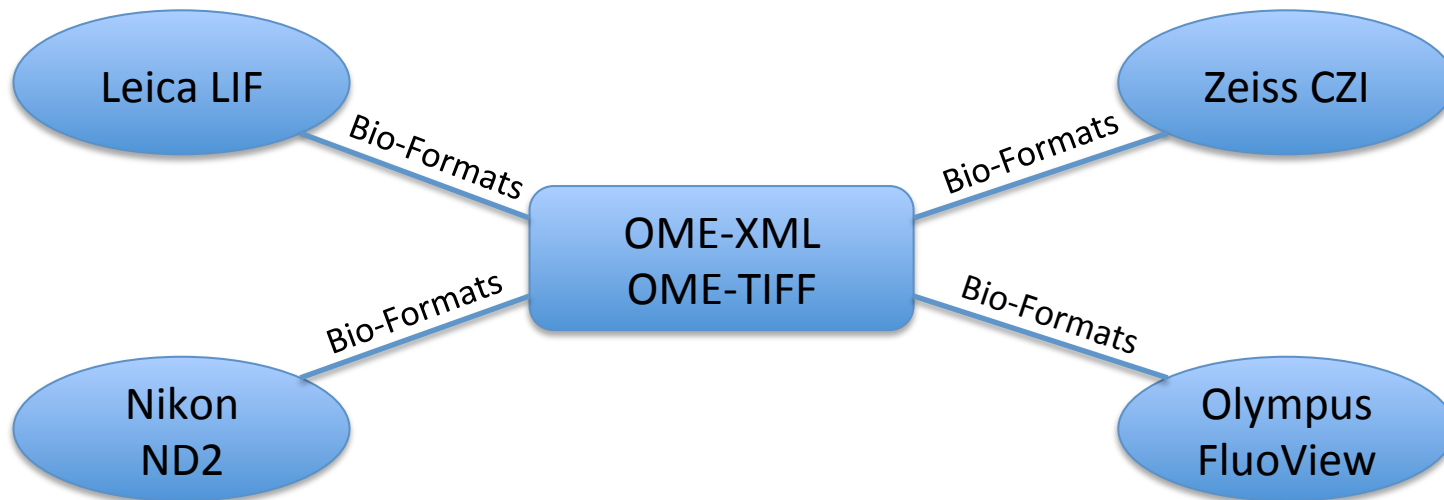 Leica LIF
Zeiss CZI
Bio-Formats
Bio-Formats
OME-XML
OME-TIFF
Bio-Formats
Bio-Formats
Nikon
ND2
Olympus
FluoView